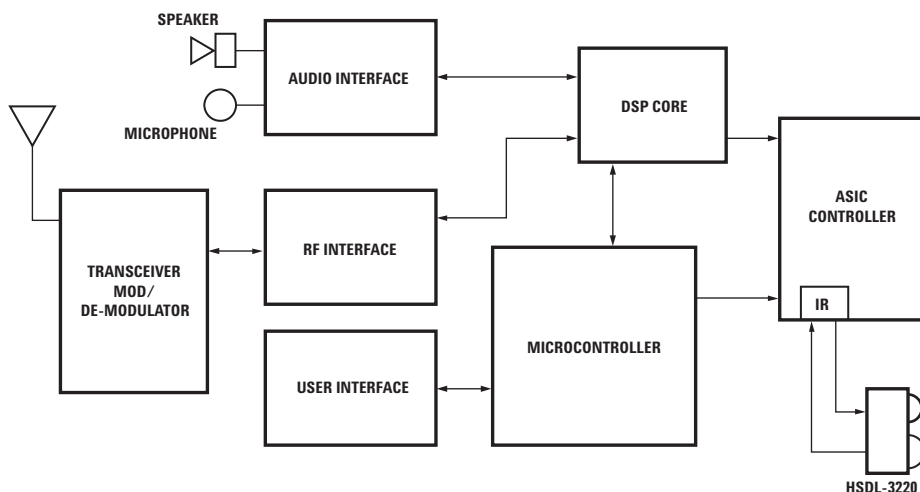 SPEAKER
AUDIO INTERFACE
MICROPHONE
DSP CORE
ASIC
CONTROLLER
TRANSCEIVER
MOD/
DE-MODULATOR
RF INTERFACE
USER INTERFACE
MICROCONTROLLER
IR
HSDL-3220